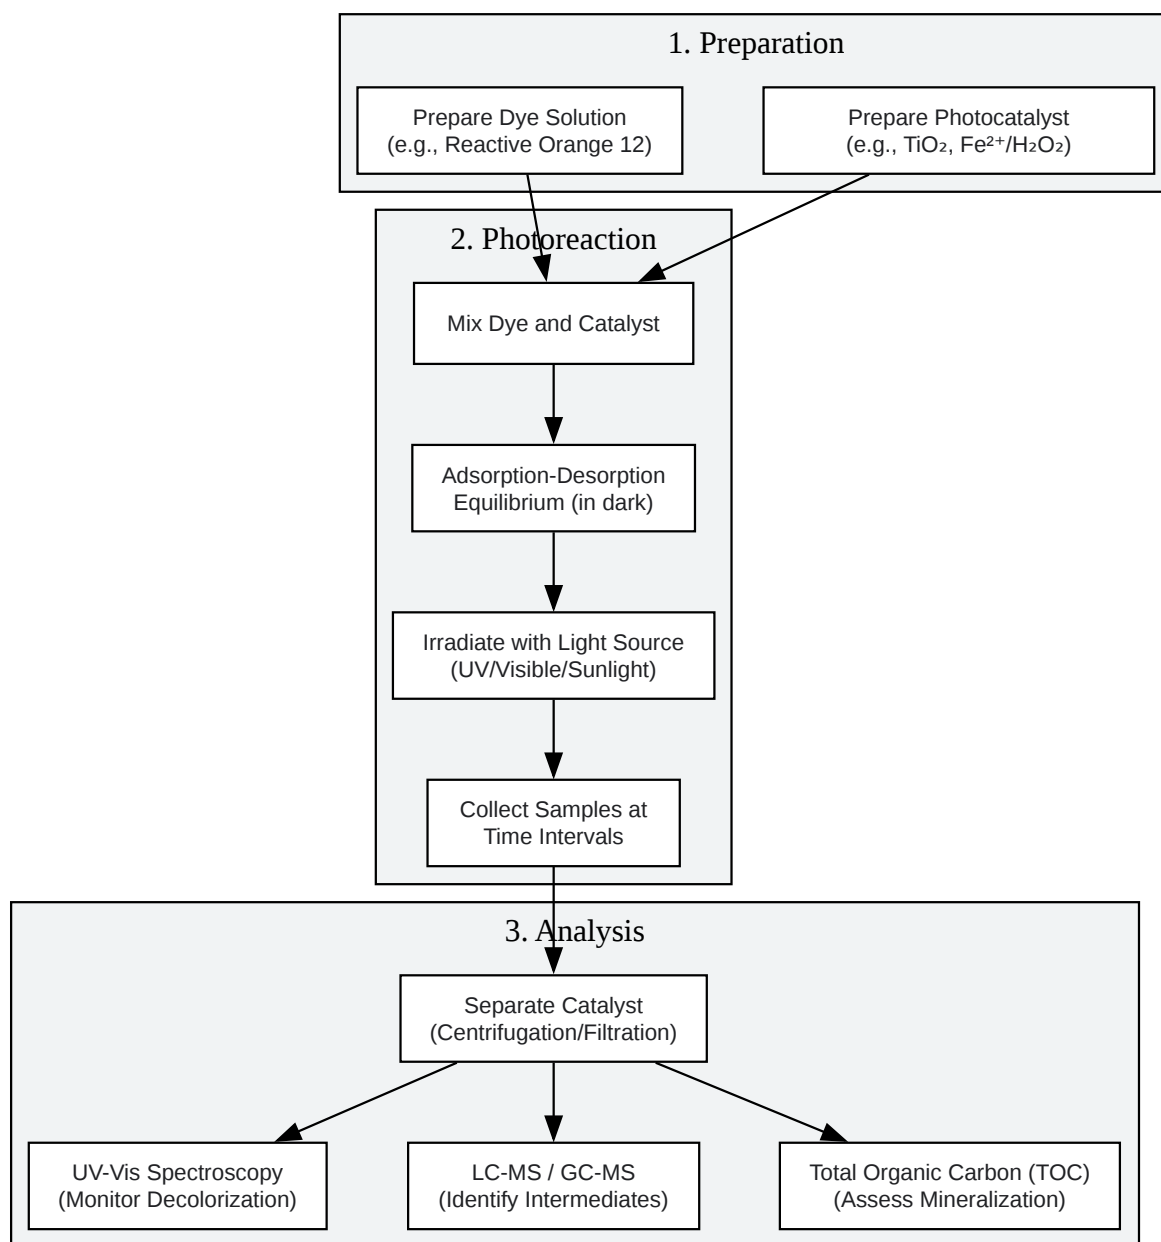 1. Preparation
Prepare Dye Solution
(e.g., Reactive Orange 12)
Prepare Photocatalyst
(e.g., TiO₂, Fe²⁺/H₂O₂)
2. Photoreaction
Mix Dye and Catalyst
Adsorption-Desorption
Equilibrium (in dark)
Irradiate with Light Source
(UV/Visible/Sunlight)
Collect Samples at
Time Intervals
3. Analysis
Separate Catalyst
(Centrifugation/Filtration)
UV-Vis Spectroscopy
(Monitor Decolorization)
LC-MS / GC-MS
(Identify Intermediates)
Total Organic Carbon (TOC)
(Assess Mineralization)